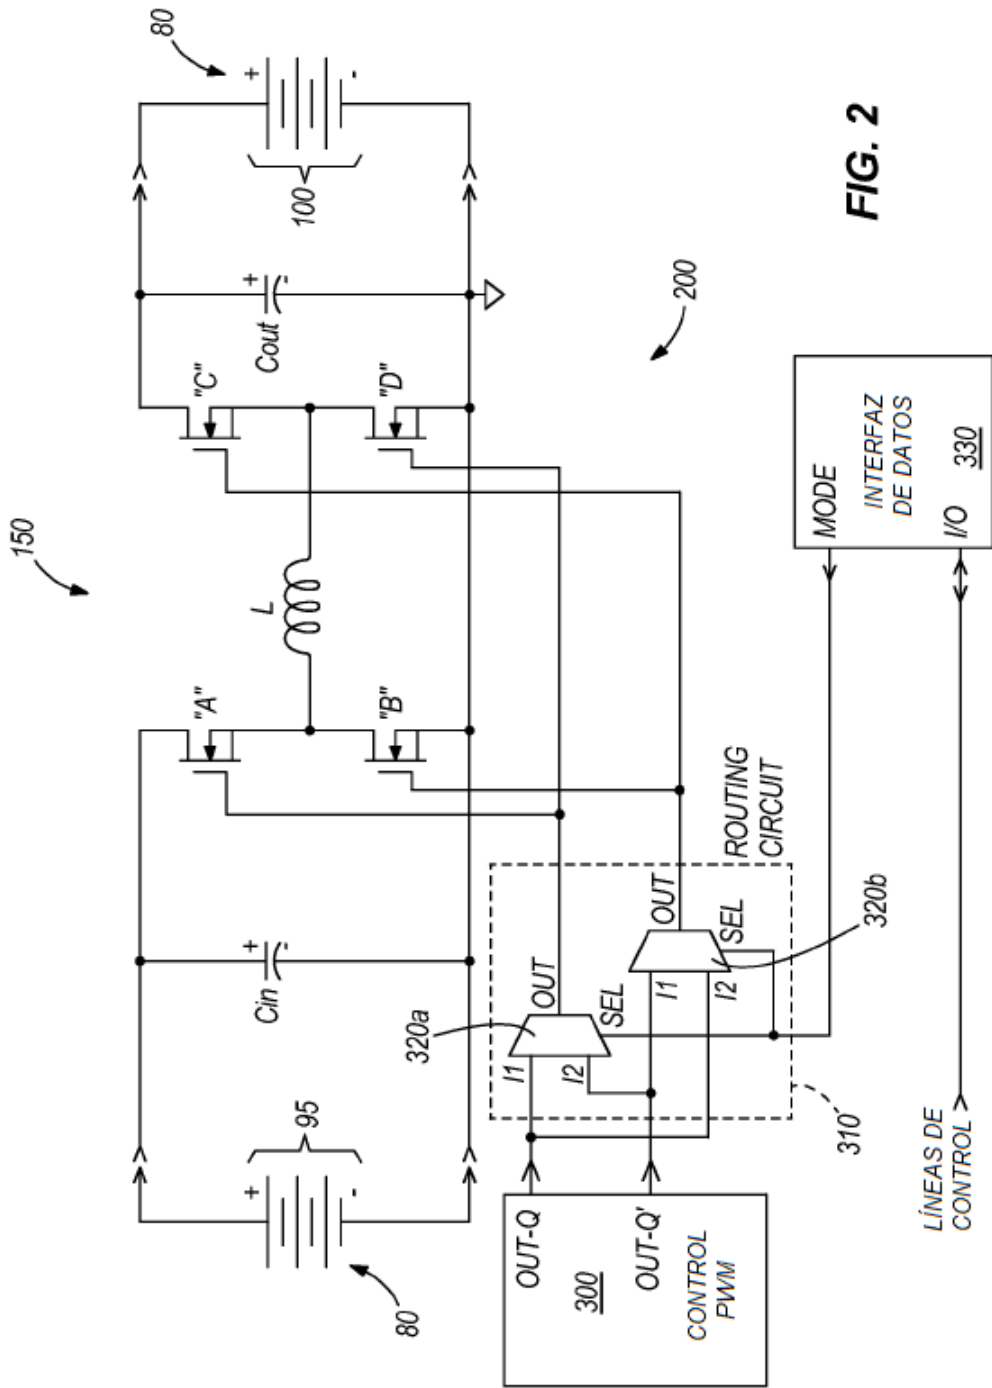 150
80
80
95
100
+
-
+
-
+
-
+
-
Cin
Cout
"A"
"B"
"C"
"D"
L
200
320a
I1
I2
OUT
SEL
I1
I2
OUT
SEL
320b
ROUTING
CIRCUIT
310
OUT-Q
300
OUT-Q'
CONTROL
PWM
MODE
INTERFAZ
DE DATOS
330
I/O
LÍNEAS DE
CONTROL
FIG. 2